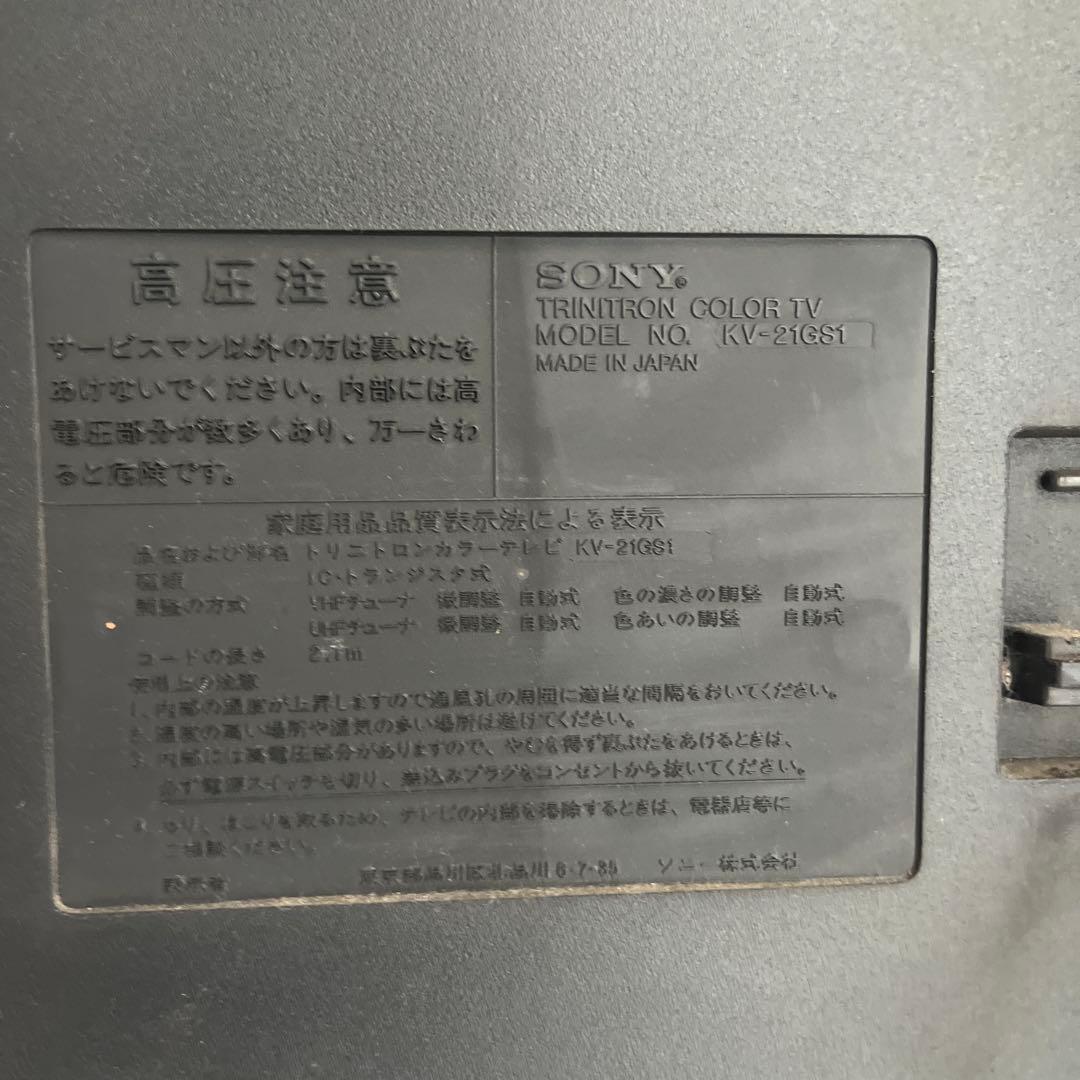 高圧注意
サービスマン以外の方は裏ぶたを
あけないでください。内部には高
電圧部分が数多くあり、万一さわ
ると危険です。
SONY®
TRINITRON COLOR TV
MODEL NO. KV-21GS1
MADE IN JAPAN
家庭用品品質表示法による表示
品名および形名 トリニトロンカラーテレビ KV-21GS1
種類 IC・トランジスタ式
調整の方式 VHFチューナ 微調整 自動式 色の濃さの調整 自動式
UHFチューナ 微調整 自動式 色あいの調整 自動式
コードの長さ
使用上の注意
1. 内部の温度が上昇しますので通風孔の周囲に適当な間隔をおいてください。
2. 温度の高い場所や湿気の多い場所は避けてください。
3. 内部には高電圧部分がありますので、やむを得ず裏ぶたをあけるときは、
必ず電源スイッチを切り、差込みプラグをコンセントから抜いてください。
4. ちり、ほこりを取るため、テレビの内部を掃除するときは、電器店等に
ご相談ください。
表示者 東京都品川区北品川 6-7-35 ソニー株式会社